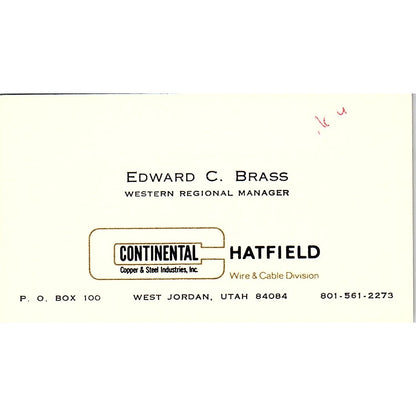 EDWARD C. BRASS
WESTERN REGIONAL MANAGER
CONTINENTAL HATFIELD
Copper & Steel Industries, Inc. Wire & Cable Division
P. O. BOX 100 WEST JORDAN, UTAH 84084 801-561-2273